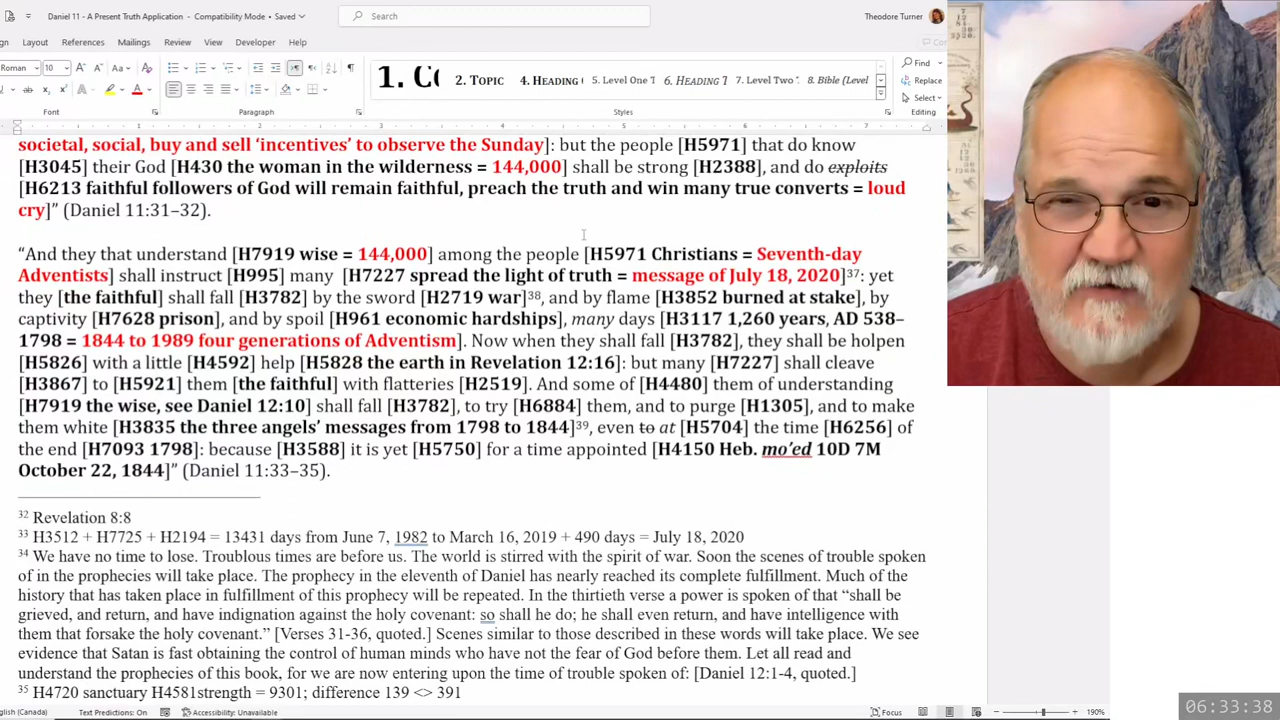 Daniel 11 - A Present Truth Application - Compatibility Mode • Saved
Search
Theodore Turner
Layout References Mailings Review View Developer Help
Roman 10
1. Co
2. Topic
4. Heading
5. Level One
6. Heading
7. Level Two
8. Bible (Level
Find
Replace
Select
Font Paragraph Styles Editing
societal, social, buy and sell ‘incentives’ to observe the Sunday]: but the people [H5971] that do know
[H3045] their God [H430 the woman in the wilderness = 144,000] shall be strong [H2388], and do exploits
[H6213 faithful followers of God will remain faithful, preach the truth and win many true converts = loud
cry]” (Daniel 11:31–32).
“And they that understand [H7919 wise = 144,000] among the people [H5971 Christians = Seventh-day
Adventists] shall instruct [H995] many [H7227 spread the light of truth = message of July 18, 2020]37: yet
they [the faithful] shall fall [H3782] by the sword [H2719 war]38, and by flame [H3852 burned at stake], by
captivity [H7628 prison], and by spoil [H961 economic hardships], many days [H3117 1,260 years, AD 538–
1798 = 1844 to 1989 four generations of Adventism]. Now when they shall fall [H3782], they shall be holpen
[H5826] with a little [H4592] help [H5828 the earth in Revelation 12:16]: but many [H7227] shall cleave
[H3867] to [H5921] them [the faithful] with flatteries [H2519]. And some of [H4480] them of understanding
[H7919 the wise, see Daniel 12:10] shall fall [H3782], to try [H6884] them, and to purge [H1305], and to make
them white [H3835 the three angels’ messages from 1798 to 1844]39, even to at [H5704] the time [H6256] of
the end [H7093 1798]: because [H3588] it is yet [H5750] for a time appointed [H4150 Heb. mo’ed 10D 7M
October 22, 1844]” (Daniel 11:33–35).
32 Revelation 8:8
33 H3512 + H7725 + H2194 = 13431 days from June 7, 1982 to March 16, 2019 + 490 days = July 18, 2020
34 We have no time to lose. Troublous times are before us. The world is stirred with the spirit of war. Soon the scenes of trouble spoken
of in the prophecies will take place. The prophecy in the eleventh of Daniel has nearly reached its complete fulfillment. Much of the
history that has taken place in fulfillment of this prophecy will be repeated. In the thirtieth verse a power is spoken of that “shall be
grieved, and return, and have indignation against the holy covenant: so shall he do; he shall even return, and have intelligence with
them that forsake the holy covenant.” [Verses 31-36, quoted.] Scenes similar to those described in these words will take place. We see
evidence that Satan is fast obtaining the control of human minds who have not the fear of God before them. Let all read and
understand the prophecies of this book, for we are now entering upon the time of trouble spoken of: [Daniel 12:1-4, quoted.]
35 H4720 sanctuary H4581strength = 9301; difference 139 <> 391
English (Canada) Text Predictions: On Accessibility: Unavailable Focus 190%
06:33:38